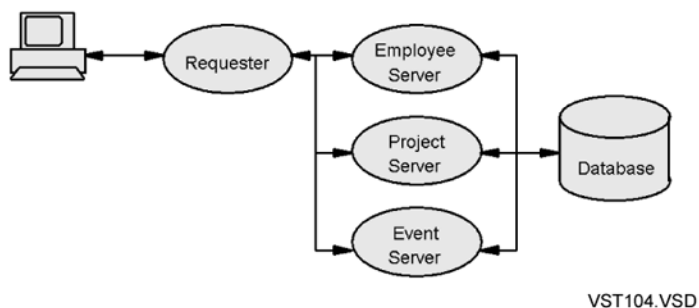 Requester
Employee
Server
Project
Server
Event
Server
Database
VST104.VSD